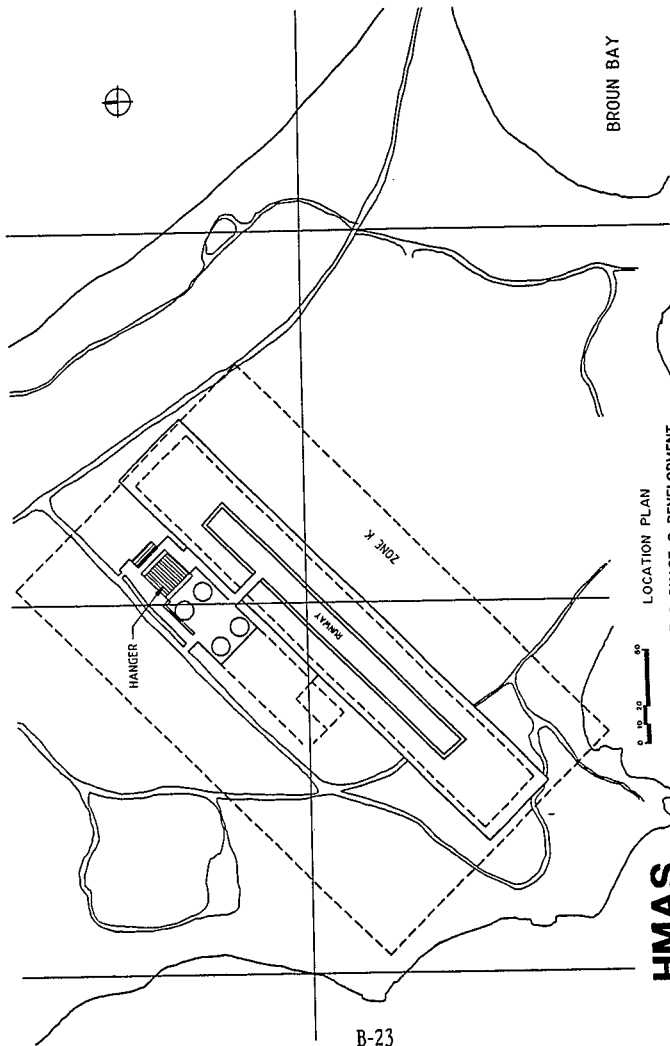 BROUN BAY
ZONE K
HANGER
RUNWAY
0 10 20 60
LOCATION PLAN
HMAS
B-23